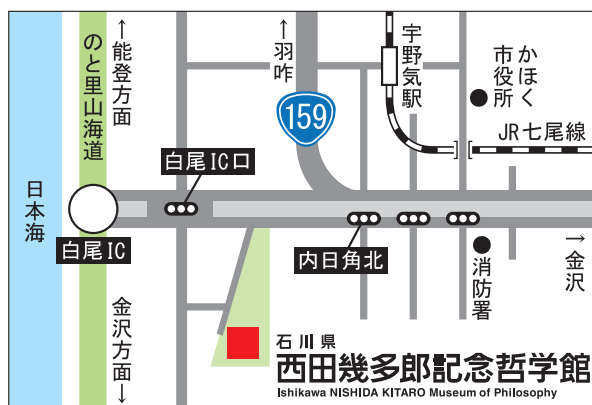 日本海
のと里山海道
↑能登方面
金沢方面↓
白尾IC
白尾IC口
↑羽咋
159
宇野気駅
かほく
市役所
JR七尾線
内日角北
消防署
↑金沢
石川県
西田幾多郎記念哲学館
Ishikawa NISHIDA KITARO Museum of Philosophy